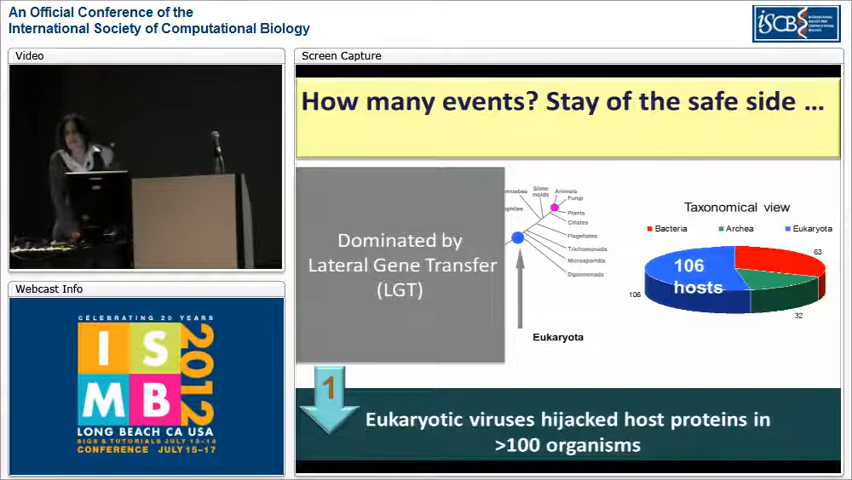 An Official Conference of the
International Society of Computational Biology
ISCB
Video
Screen Capture
How many events? Stay of the safe side ...
Dominated by
Lateral Gene Transfer
(LGT)
Slime
molds
Animals
Fungi
Plants
Ciliates
Flagellates
Trichomonads
Microsporidia
Diplomonads
Eukaryota
Taxonomical view
Bacteria
Archea
Eukaryota
106
hosts
63
32
106
Webcast Info
CELEBRATING 20 YEARS
ISMB
2012
LONG BEACH CA USA
SIGS & TUTORIALS JULY 13-14
CONFERENCE JULY 15-17
1
Eukaryotic viruses hijacked host proteins in
>100 organisms